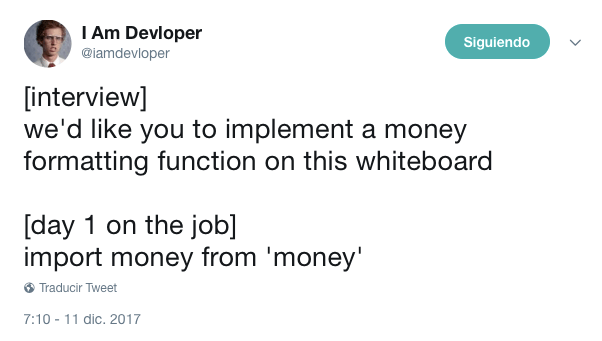 I Am Devloper
@iamdevloper
Siguiendo
[interview]
we'd like you to implement a money
formatting function on this whiteboard
[day 1 on the job]
import money from 'money'
Traducir Tweet
7:10 - 11 dic. 2017